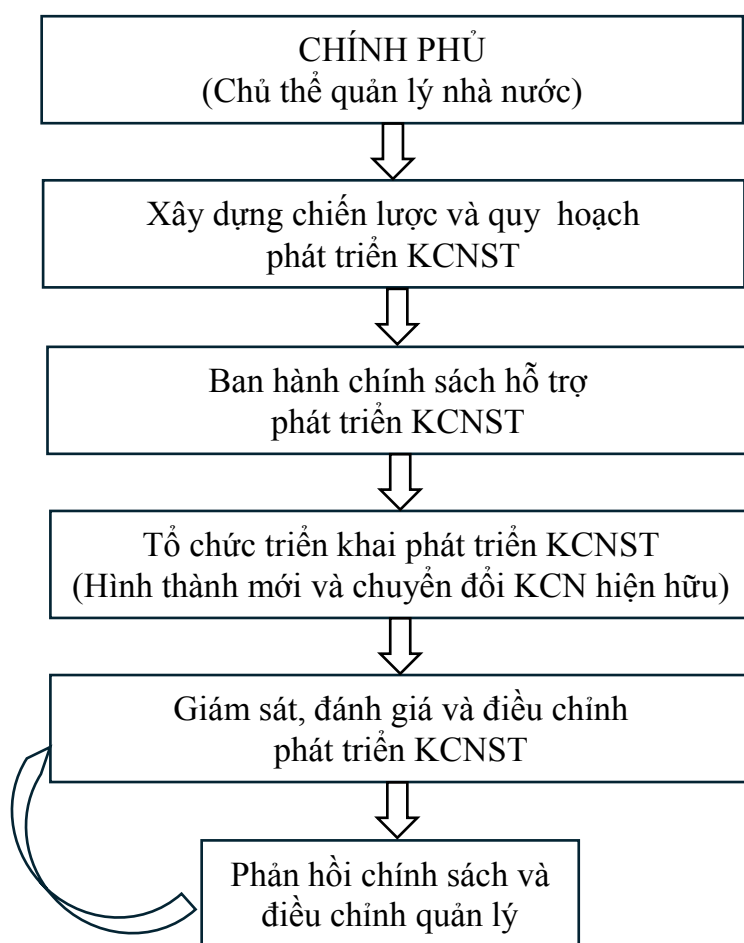 CHÍNH PHỦ
(Chủ thể quản lý nhà nước)
Xây dựng chiến lược và quy hoạch
phát triển KCNST
Ban hành chính sách hỗ trợ
phát triển KCNST
Tổ chức triển khai phát triển KCNST
(Hình thành mới và chuyển đổi KCN hiện hữu)
Giám sát, đánh giá và điều chỉnh
phát triển KCNST
Phản hồi chính sách và
điều chỉnh quản lý